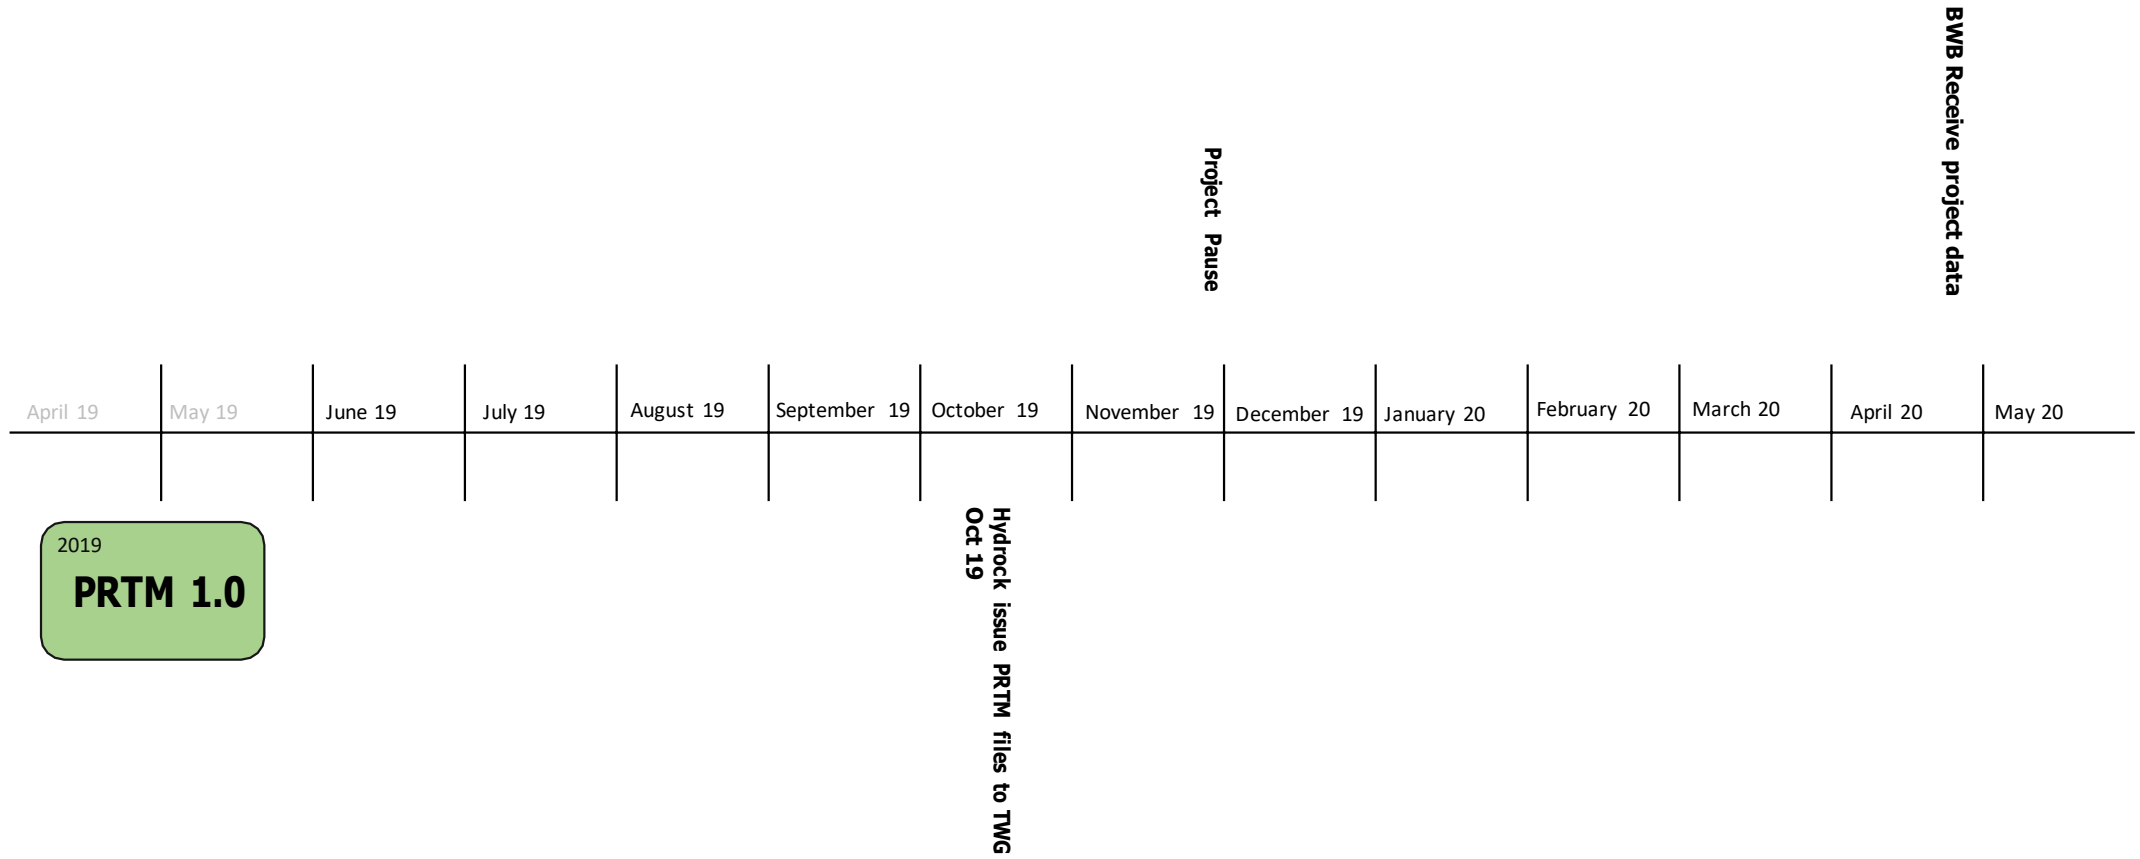 BWB Receive project data
Project Pause
April 19
May 19
June 19
July 19
August 19
September 19
October 19
November 19
December 19
January 20
February 20
March 20
April 20
May 20
2019
PRTM 1.0
Hydrock issue PRTM files to TWG
Oct 19